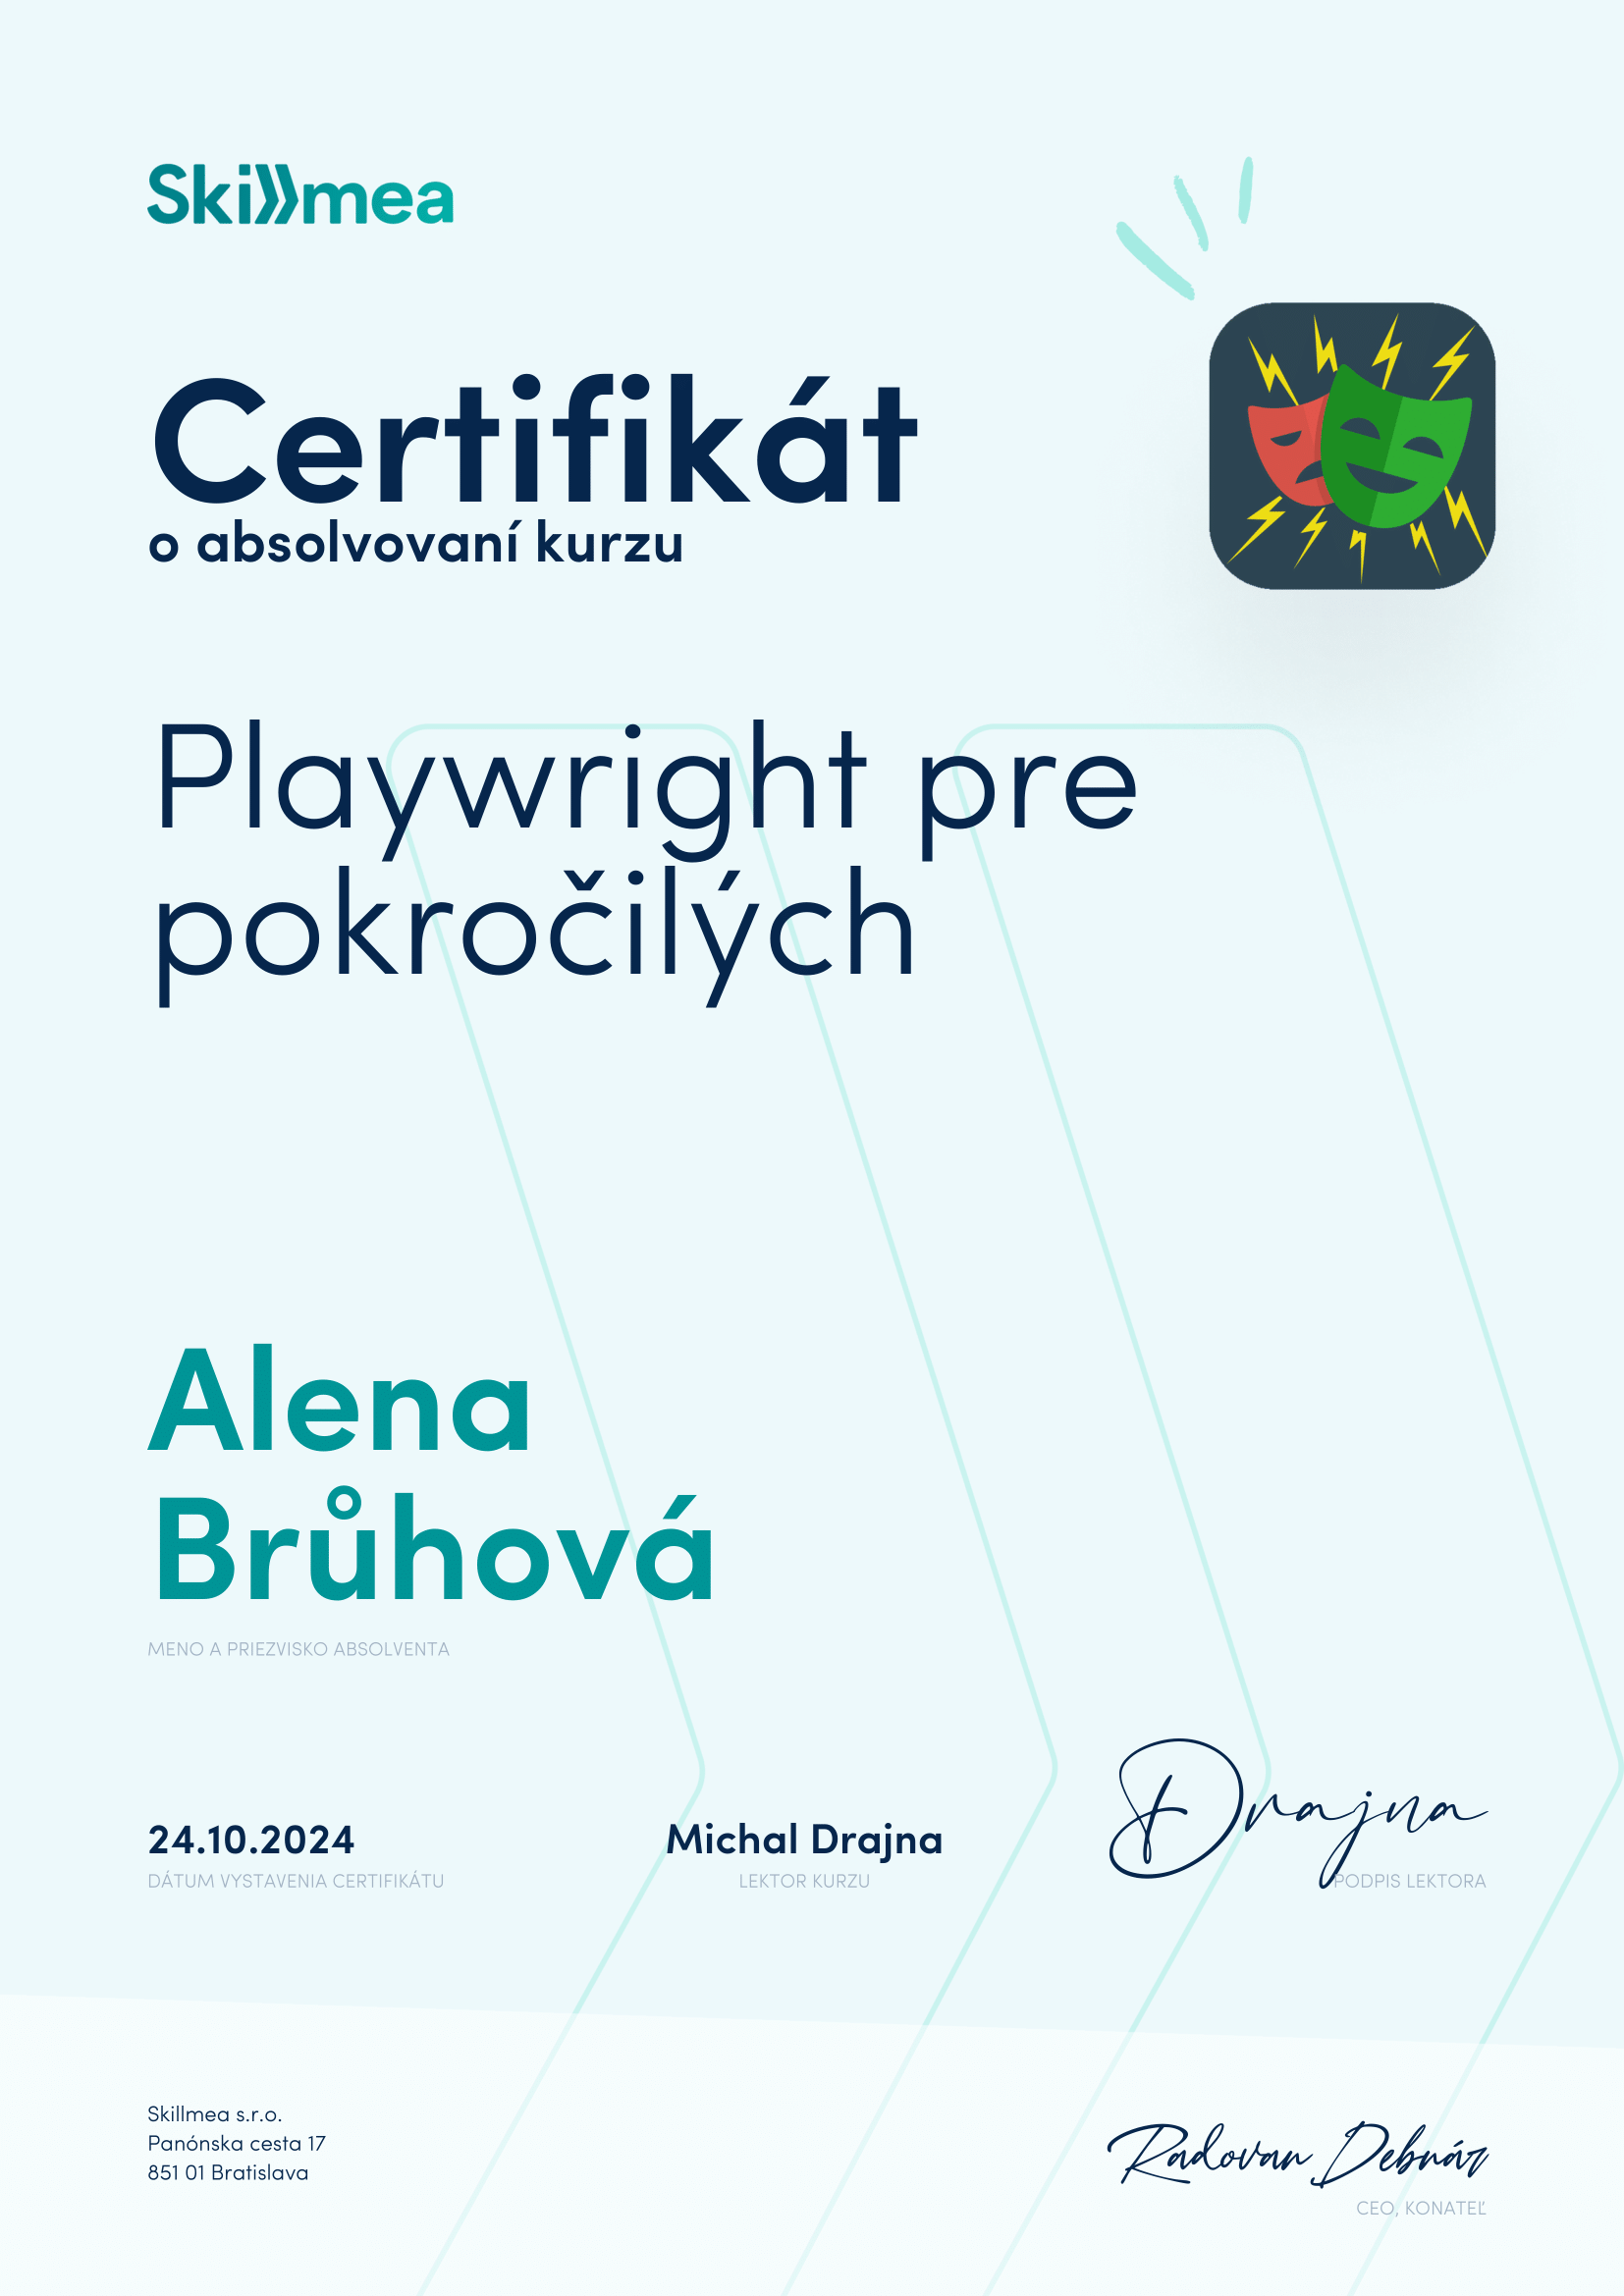 Skillmea
Certifikát
o absolvovaní kurzu
Playwright pre
pokročilých
Alena
Brůhová
MENO A PRIEZVISKO ABSOLVENTA
24.10.2024
DÁTUM VYSTAVENIA CERTIFIKÁTU
Michal Drajna
LEKTOR KURZU
Drajna
PODPIS LEKTORA
Skillmea s.r.o.
Panónska cesta 17
851 01 Bratislava
Radovan Debnár
CEO, KONATEĽ